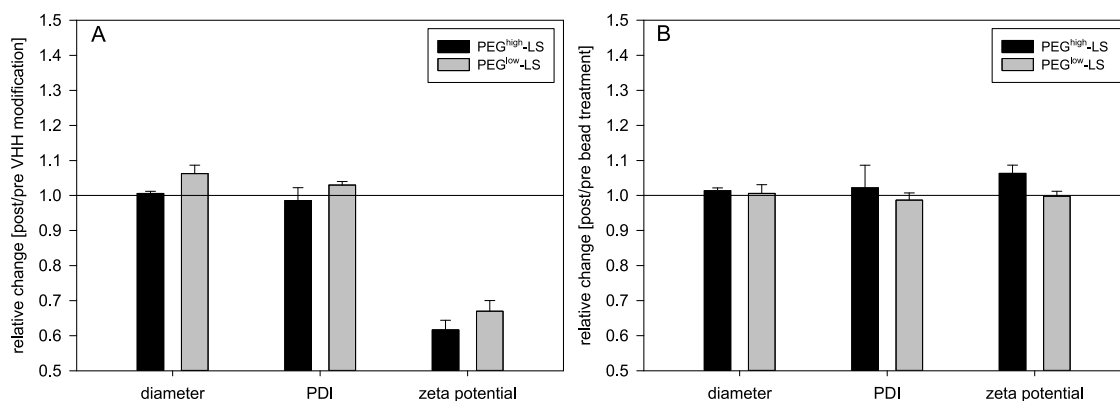 A
relative change [post/pre VHH modification]
1.5
1.4
1.3
1.2
1.1
1.0
0.9
0.8
0.7
0.6
0.5
PEGhigh-LS
PEGlow-LS
diameter PDI zeta potential
B
relative change [post/pre bead treatment]
1.5
1.4
1.3
1.2
1.1
1.0
0.9
0.8
0.7
0.6
0.5
PEGhigh-LS
PEGlow-LS
diameter PDI zeta potential